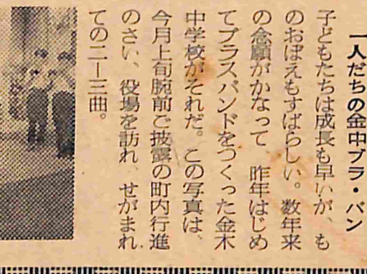 一人だちの金中ブラ・バン
子どもたちは成長も早いが、も
のおぼえもすばらしい。数年来
の念願がかなって 昨年はじめ
てブラスバンドをつくった金木
中学校がそれだ。この写真は、
今月上旬腕前ご披露の町内行進
のさい、役場を訪れ、せがまれ
ての二―三曲。